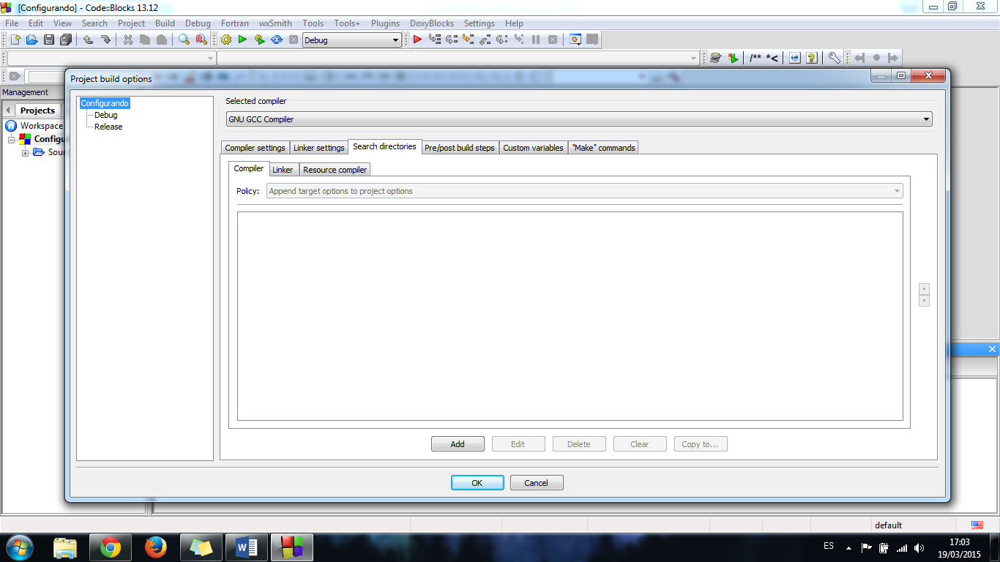 [Configurando] - Code::Blocks 13.12
File Edit View Search Project Build Debug Fortran wxSmith Tools Tools+ Plugins DoxyBlocks Settings Help
Debug
/** *<
Management
Projects
Workspace
Configu
Sour
Project build options
Configurando
Debug
Release
Selected compiler
GNU GCC Compiler
Compiler settings Linker settings Search directories Pre/post build steps Custom variables "Make" commands
Compiler Linker Resource compiler
Policy: Append target options to project options
Add Edit Delete Clear Copy to...
OK Cancel
default
ES
17:03
19/03/2015